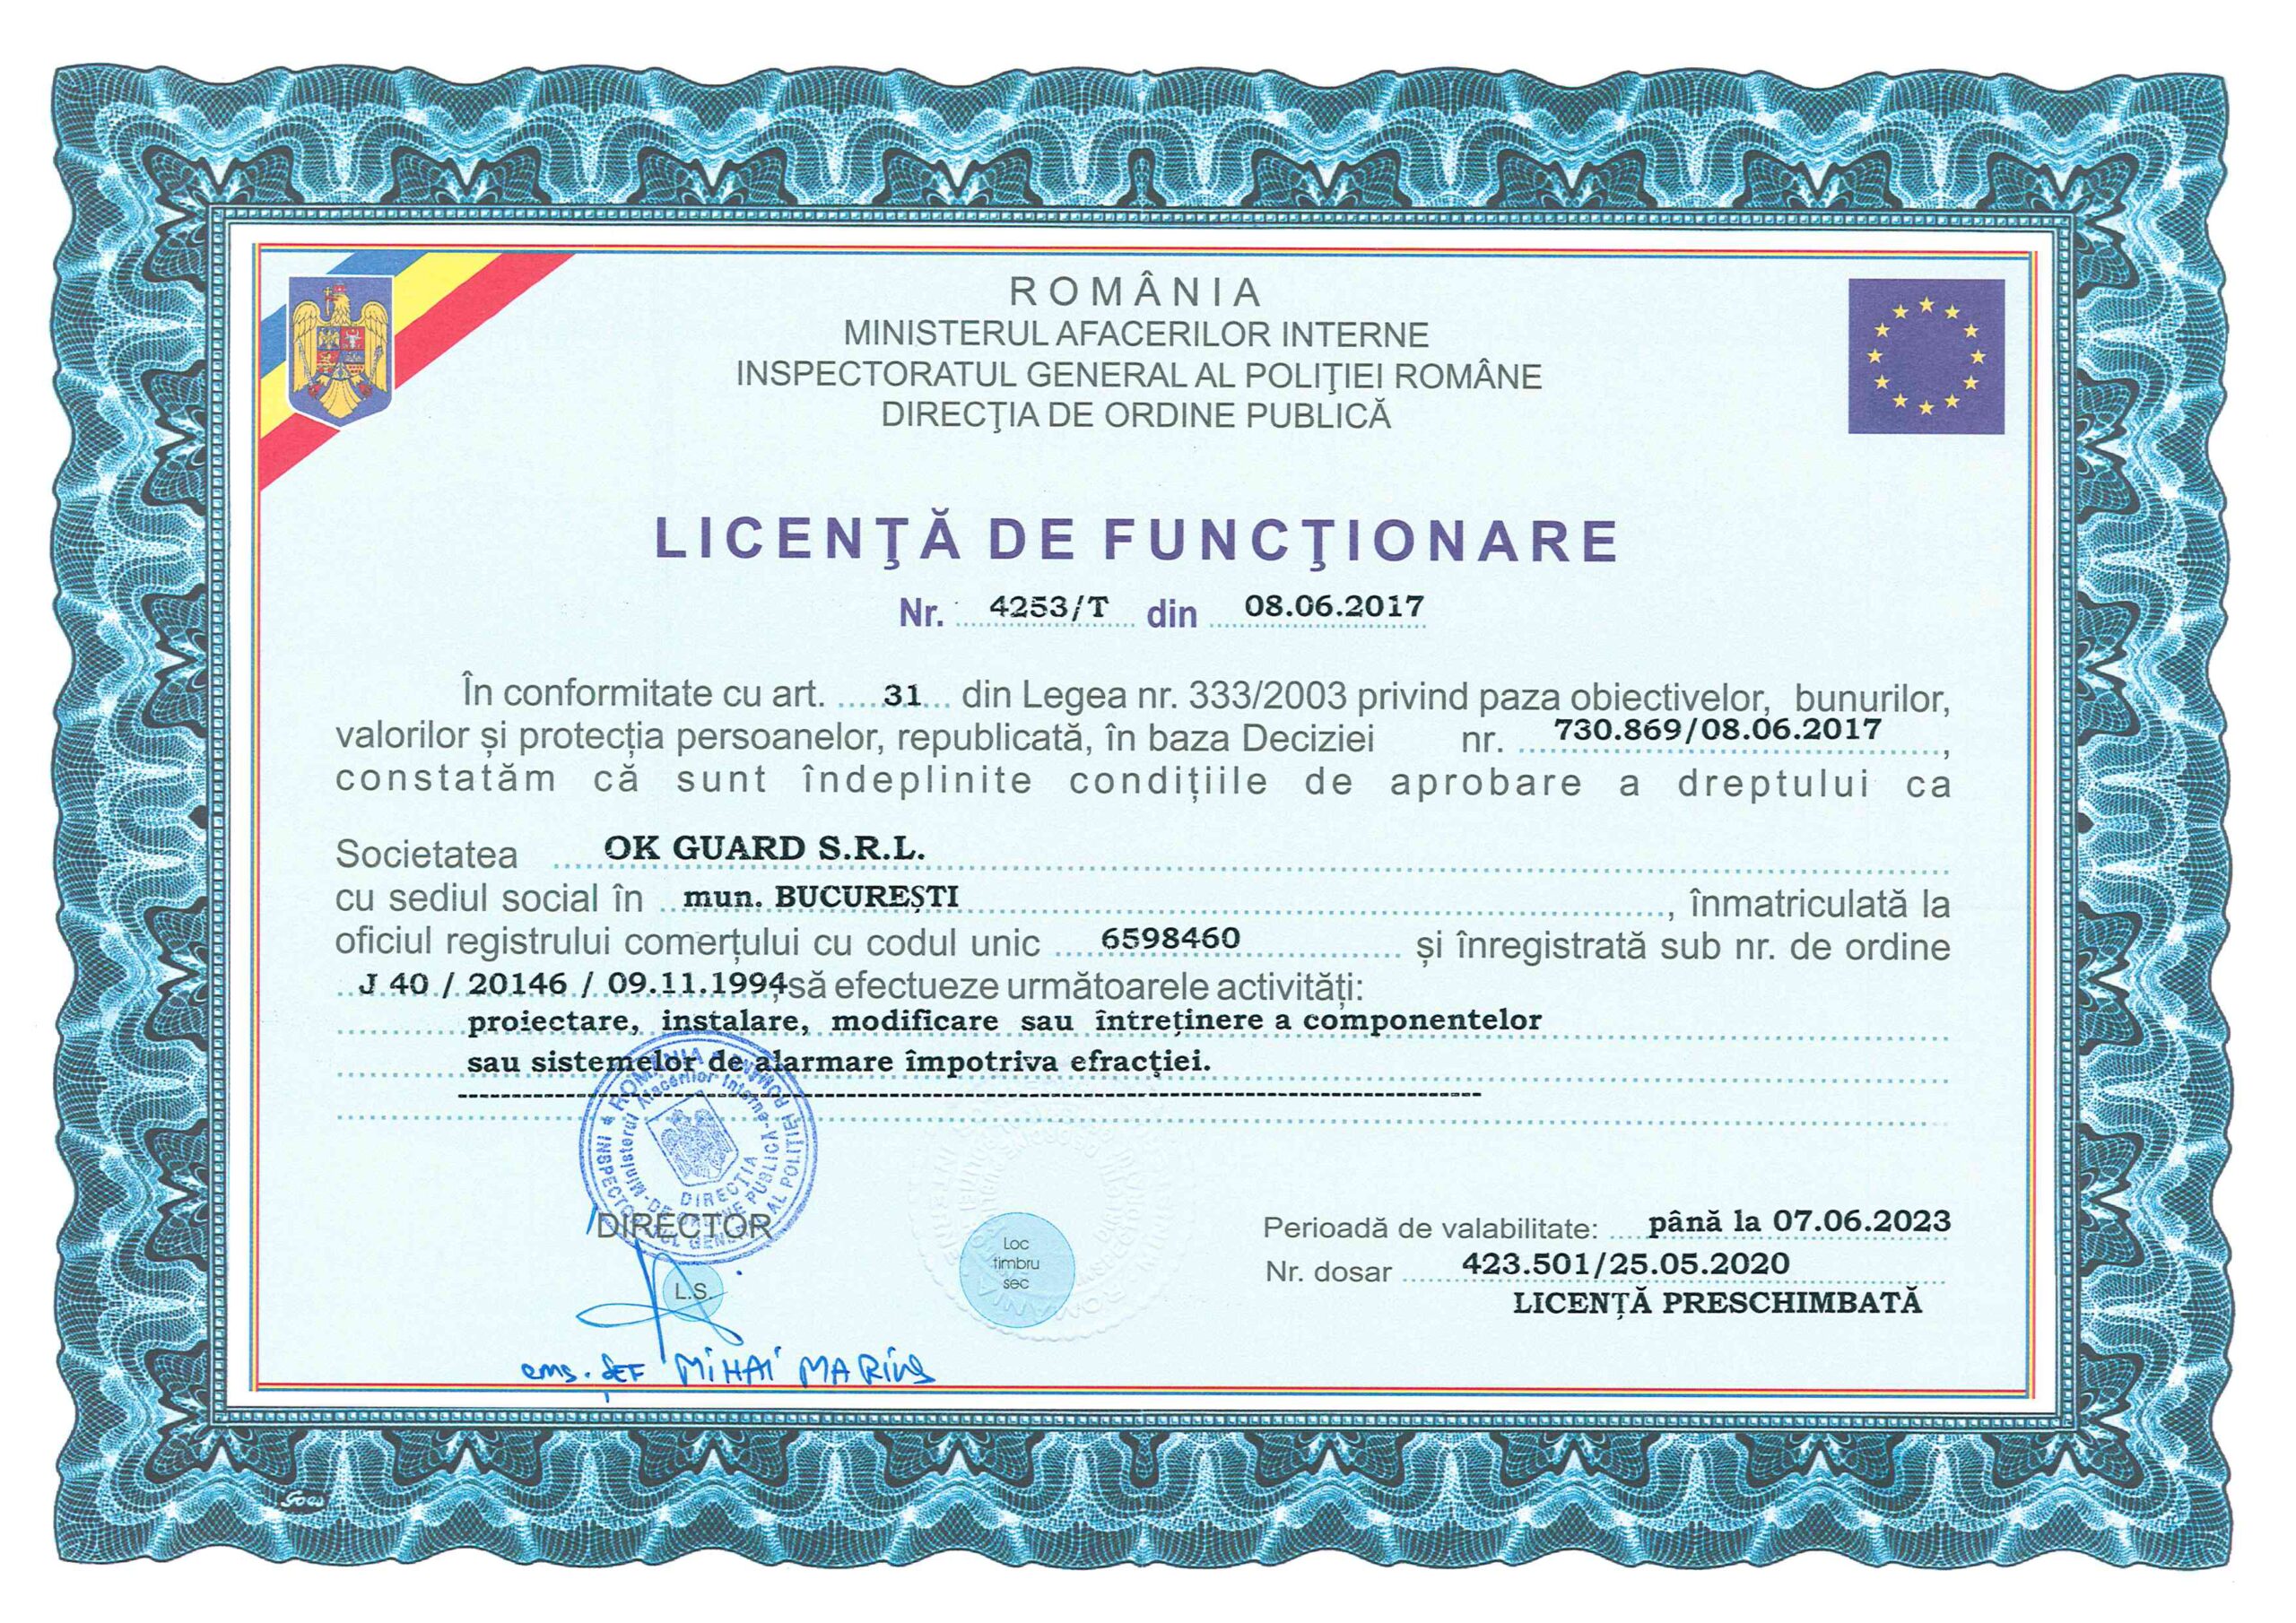 ROMÂNIA
MINISTERUL AFACERILOR INTERNE
INSPECTORATUL GENERAL AL POLIŢIEI ROMÂNE
DIRECŢIA DE ORDINE PUBLICĂ
LICENŢĂ DE FUNCŢIONARE
Nr. 4253/T din 08.06.2017
În conformitate cu art. 31 din Legea nr. 333/2003 privind paza obiectivelor, bunurilor,
valorilor și protecția persoanelor, republicată, în baza Deciziei nr. 730.869/08.06.2017,
constatăm că sunt îndeplinite condițiile de aprobare a dreptului ca
Societatea OK GUARD S.R.L.
cu sediul social în mun. BUCUREȘTI, înmatriculată la
oficiul registrului comerțului cu codul unic 6598460 și înregistrată sub nr. de ordine
J 40 / 20146 / 09.11.1994, să efectueze următoarele activități:
proiectare, instalare, modificare sau întreținere a componentelor
sau sistemelor de alarmare împotriva efracției.
DIRECȚIA
DIRECTOR
L.S.
MIHAI MARIUS
Loc
timbru
sec
Perioadă de valabilitate: până la 07.06.2023
Nr. dosar 423.501/25.05.2020
LICENȚĂ PRESCHIMBATĂ
Goes